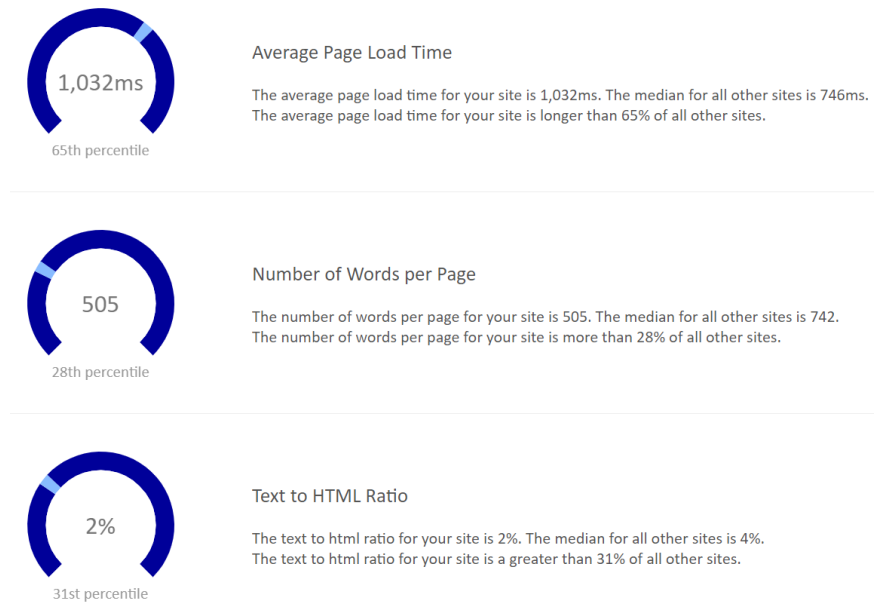 1,032ms
65th percentile
Average Page Load Time
The average page load time for your site is 1,032ms. The median for all other sites is 746ms.
The average page load time for your site is longer than 65% of all other sites.
505
28th percentile
Number of Words per Page
The number of words per page for your site is 505. The median for all other sites is 742.
The number of words per page for your site is more than 28% of all other sites.
2%
31st percentile
Text to HTML Ratio
The text to html ratio for your site is 2%. The median for all other sites is 4%.
The text to html ratio for your site is a greater than 31% of all other sites.